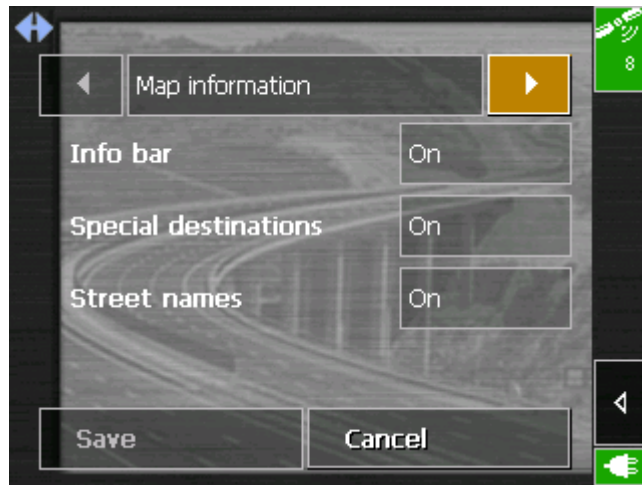 8
Map information
Info bar On
Special destinations On
Street names On
Save Cancel